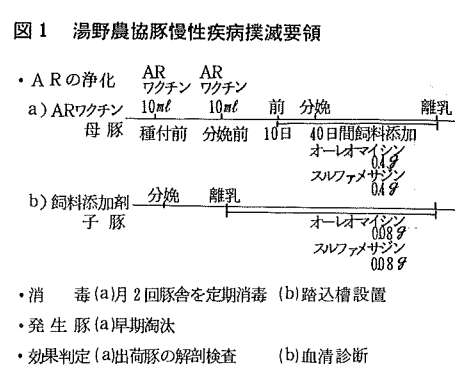 図1 湯野農協豚慢性疾病撲滅要領
・ARの浄化
AR AR
ワクチン ワクチン
a)ARワクチン 10ml 10ml 前 分娩 離乳
母豚 種付前 分娩前 10日 40日間飼料添加
オーレオマイシン
0.4g
スルファメサジン
0.4g
b)飼料添加剤 分娩 離乳
子豚 オーレオマイシン
0.08g
スルファメサジン
0.08g
・消 毒(a)月2回豚舎を定期消毒 (b)踏込槽設置
・発生豚(a)早期淘汰
・効果判定(a)出荷豚の解剖検査 (b)血清診断